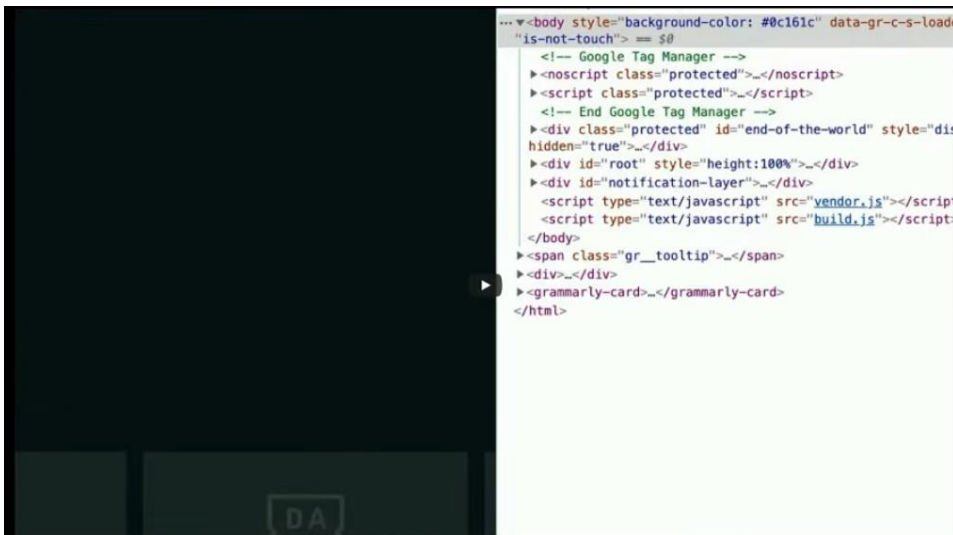 ··· ▼<body style="background-color: #0c161c" data-gr-c-s-loade
"is-not-touch"> == $0
<!-- Google Tag Manager -->
▶<noscript class="protected">…</noscript>
▶<script class="protected">…</script>
<!-- End Google Tag Manager -->
▶<div class="protected" id="end-of-the-world" style="dis
hidden="true">…</div>
▶<div id="root" style="height:100%">…</div>
▶<div id="notification-layer">…</div>
<script type="text/javascript" src="vendor.js"></script
<script type="text/javascript" src="build.js"></script>
</body>
▶<span class="gr__tooltip">…</span>
▶<div>…</div>
▶<grammarly-card>…</grammarly-card>
</html>
DA